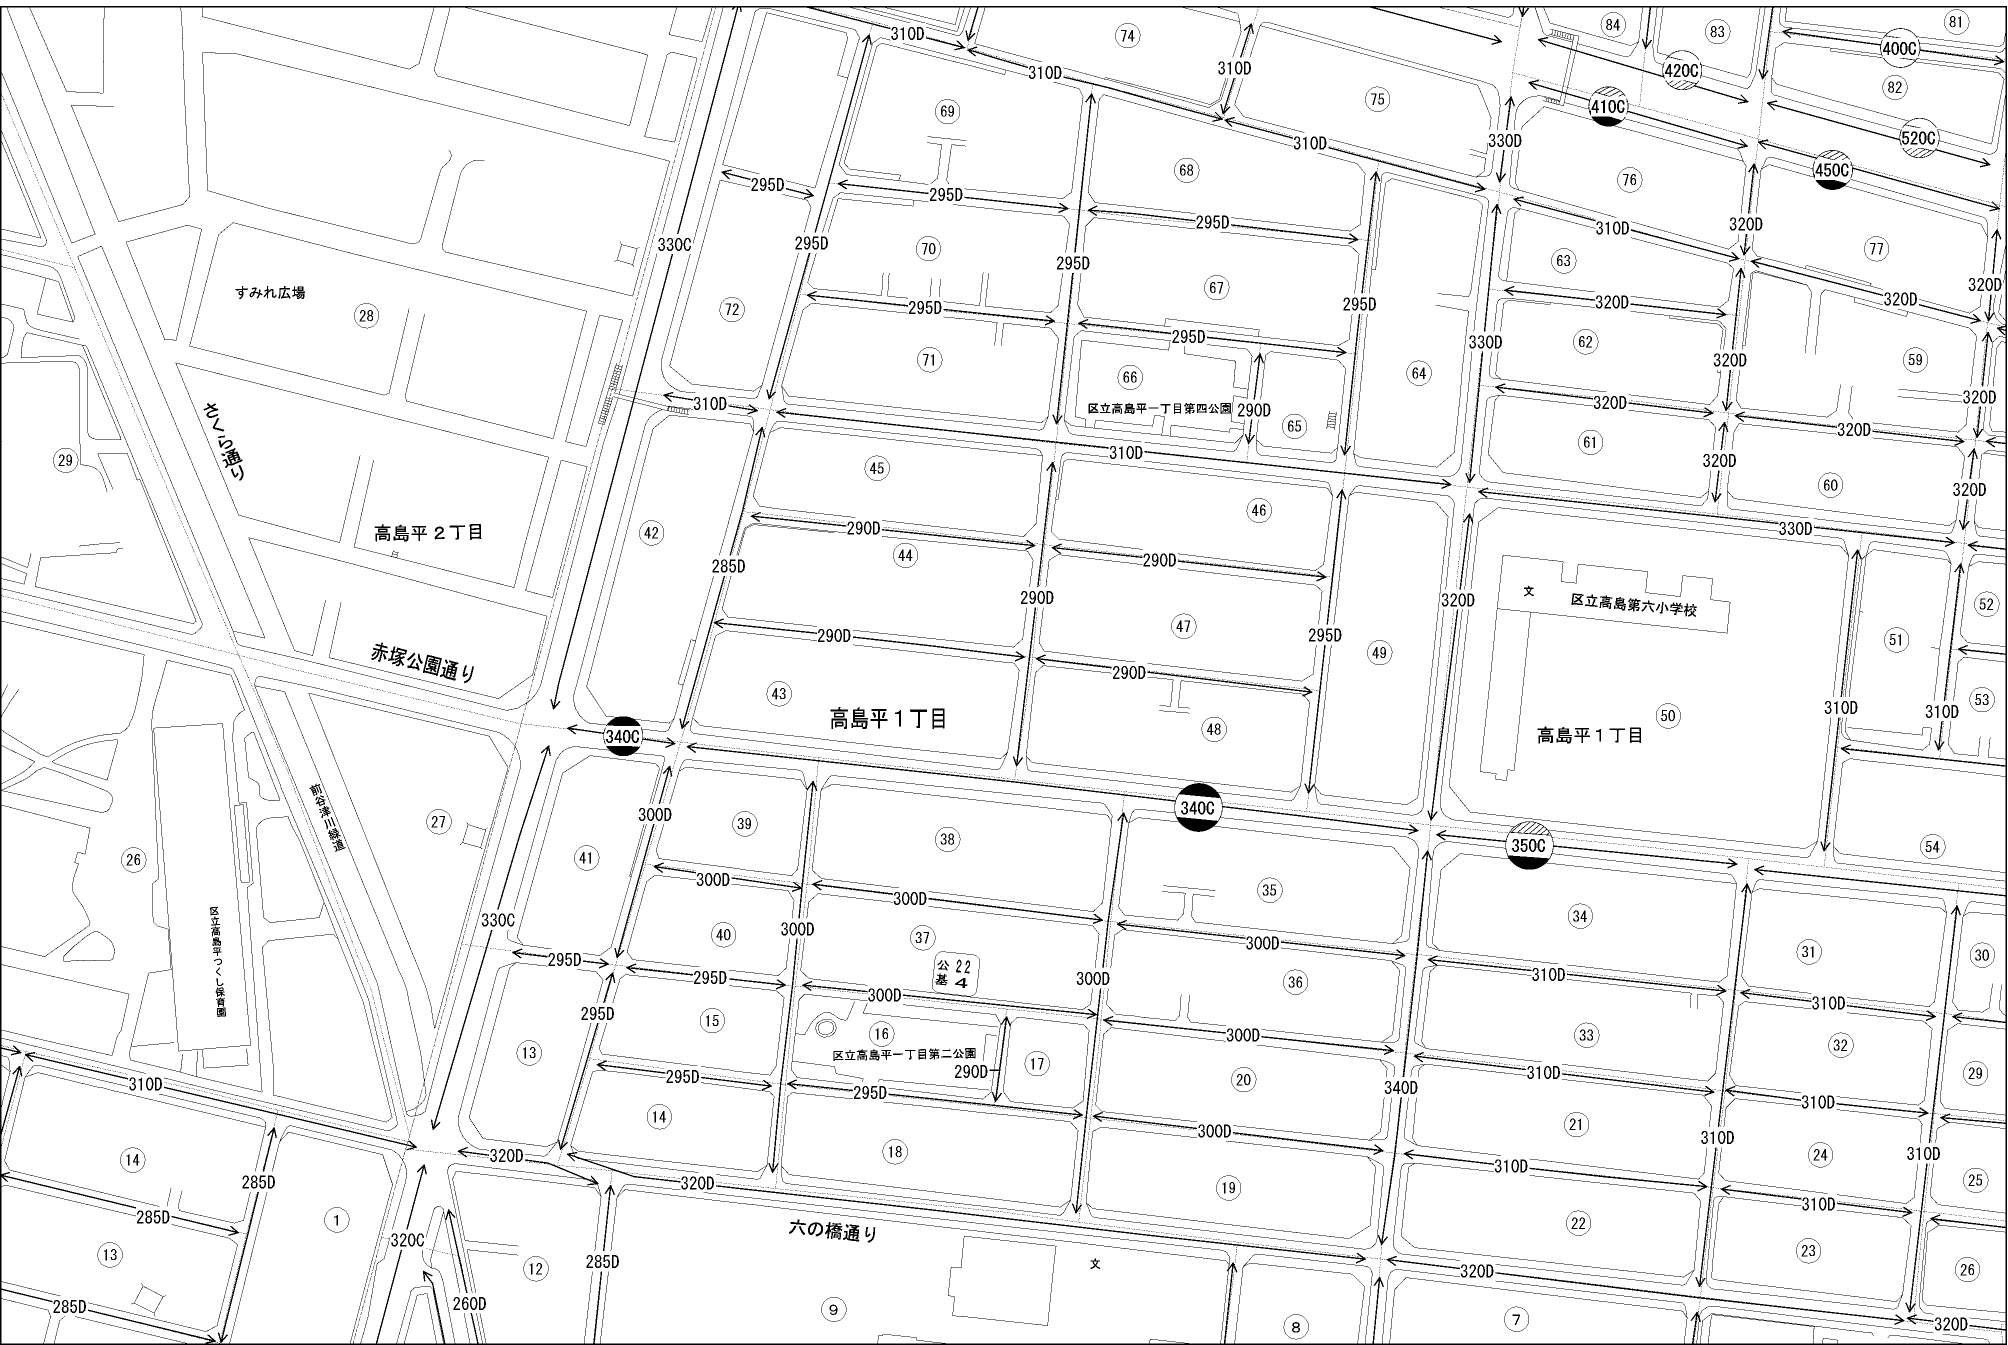 310D
74
84
83
81
400C
310D
310D
420C
82
75
410C
69
310D
330D
520C
68
450C
76
295D
295D
295D
320D
310D
330C
295D
70
77
63
295D
320D
すみれ広場
28
67
295D
320D
320D
72
295D
295D
330D
62
71
320D
59
66
64
320D
310D
区立高島平一丁目第四公園
290D
320D
65
320D
61
310D
さくら通り
29
45
320D
60
320D
46
42
高島平2丁目
290D
330D
44
290D
285D
文
区立高島第六小学校
290D
320D
52
47
290D
295D
51
赤塚公園通り
49
290D
43
53
高島平1丁目
48
50
310D
310D
340C
高島平1丁目
前谷津川緑道
340C
300D
27
39
38
350C
54
26
41
300D
35
300D
34
区立高島平つくし保育園
330C
40
300D
37
300D
31
30
295D
公 22
基 4
295D
300D
310D
300D
36
310D
295D
15
16
300D
33
32
13
区立高島平一丁目第二公園
17
310D
29
310D
290D
295D
20
340D
295D
310D
14
21
300D
310D
24
14
320D
18
310D
310D
25
285D
320D
19
310D
285D
1
六の橋通り
22
320C
23
13
285D
12
文
320D
26
260D
285D
9
8
7
320D